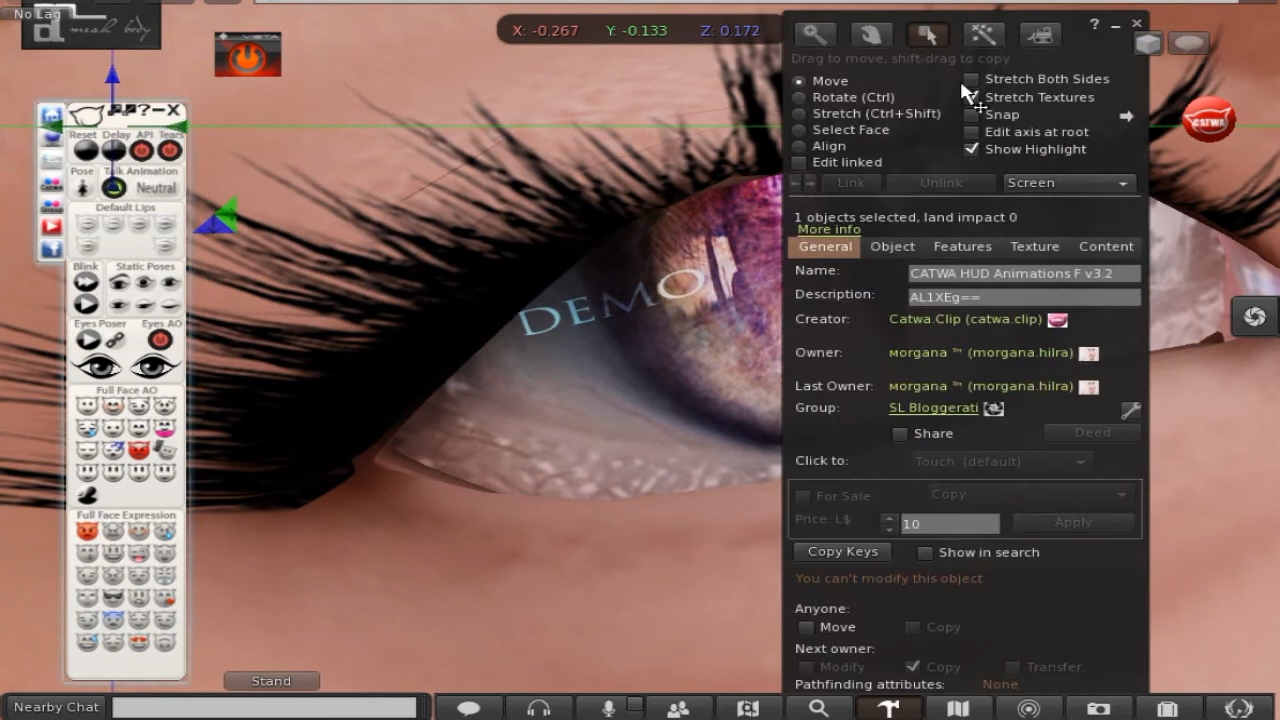 No Lag
mesh body
VISTA
X: -0.267 Y: -0.133 Z: 0.172
Drag to move, shift-drag to copy
Move
Rotate (Ctrl)
Stretch (Ctrl+Shift)
Select Face
Align
Edit linked
Stretch Both Sides
Stretch Textures
Snap
Edit axis at root
Show Highlight
Link Unlink Screen
1 objects selected, land impact 0
More info
General Object Features Texture Content
Name: CATWA HUD Animations F v3.2
Description: AL1XEg==
Creator: Catwa.Clip (catwa.clip)
Owner: мorgana ™ (morgana.hilra)
Last Owner: мorgana ™ (morgana.hilra)
Group: SL Bloggerati
Share Deed
Click to: Touch (default)
For Sale: Copy
Price: L$ 10 Apply
Copy Keys Show in search
You can't modify this object
Anyone:
Move Copy
Next owner:
Modify Copy Transfer
Pathfinding attributes: None
CATWA
DEMO
Reset Delay API Tears
Pose Talk Animation
Neutral
Default Lips
Blink Static Poses
Eyes Poser Eyes AO
Full Face AO
Full Face Expression
Stand
Nearby Chat